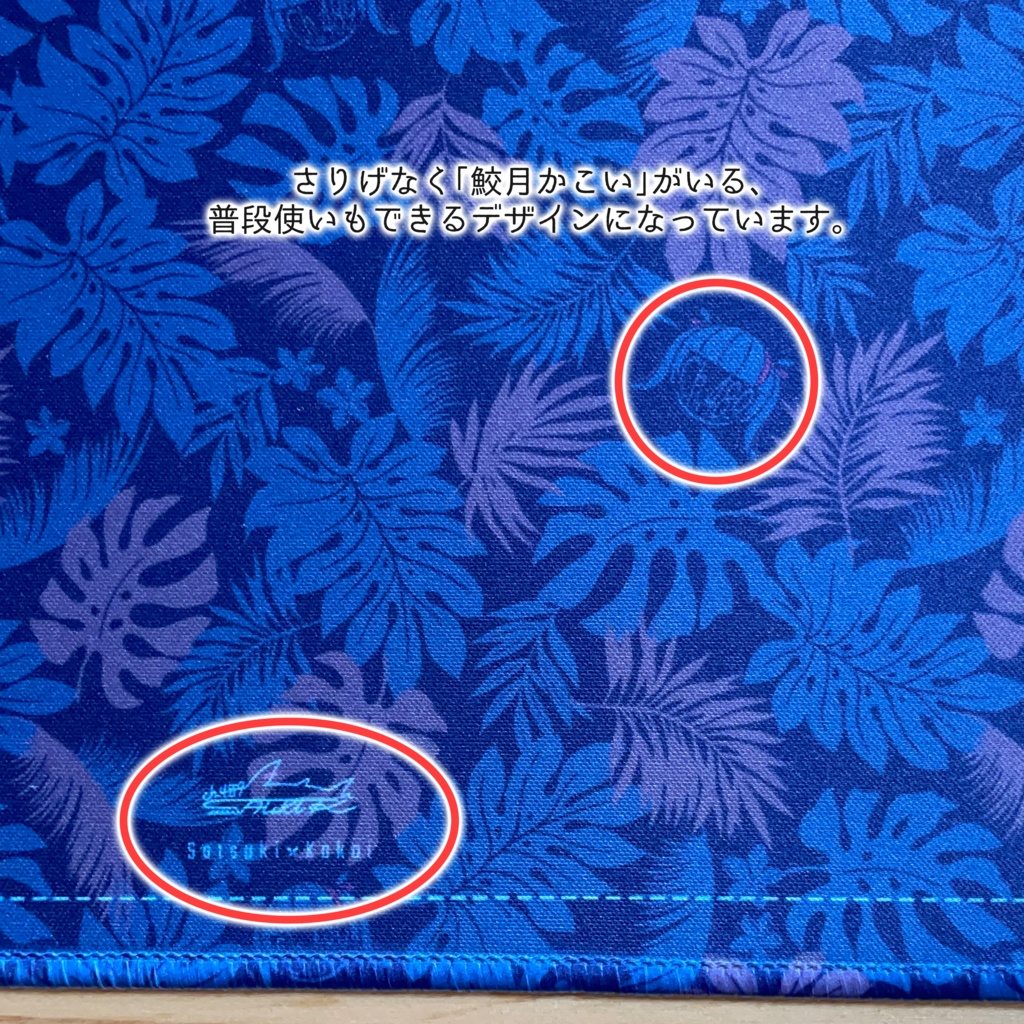 さりげなく「鮫月かこい」がいる、
普段使いもできるデザインになっています。
Satsuki×Kakoi